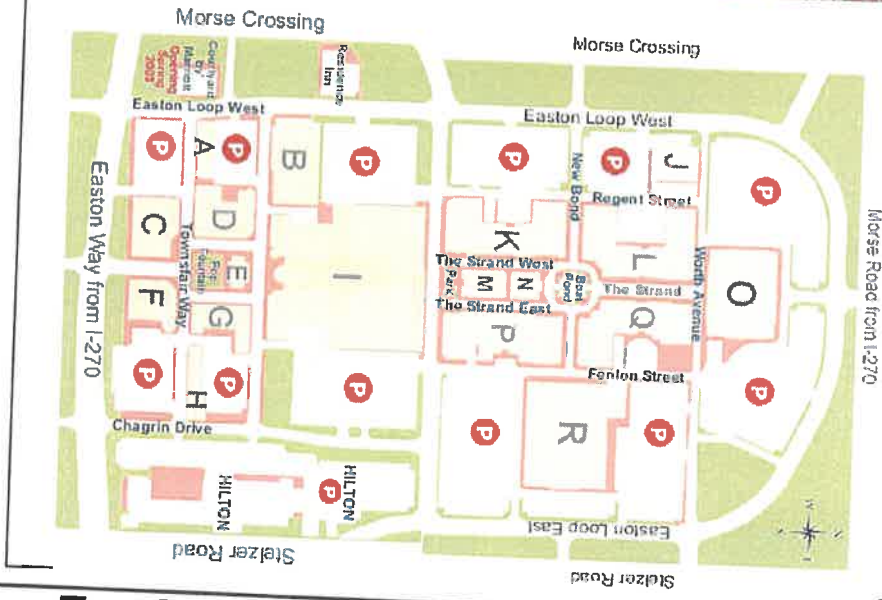 Morse Crossing
Morse Crossing
Courtyard
by
Marriott
Opening
Spring
2003
Residence
Inn
Easton Loop West
Easton Loop West
P
A
P
B
P
P
New Bond
P
J
P
Regent Street
Morse Road from I-270
Easton Way from I-270
C
Townsfair Way
D
E
F
G
I
K
The Strand West
Park
M
N
The Strand East
P
East
Bond
L
The Strand
Q
Worth Avenue
O
Fenlon Street
P
H
P
P
P
R
P
P
Chagrin Drive
HILTON
P
HILTON
Easton Loop East
Stelzer Road
Stelzer Road